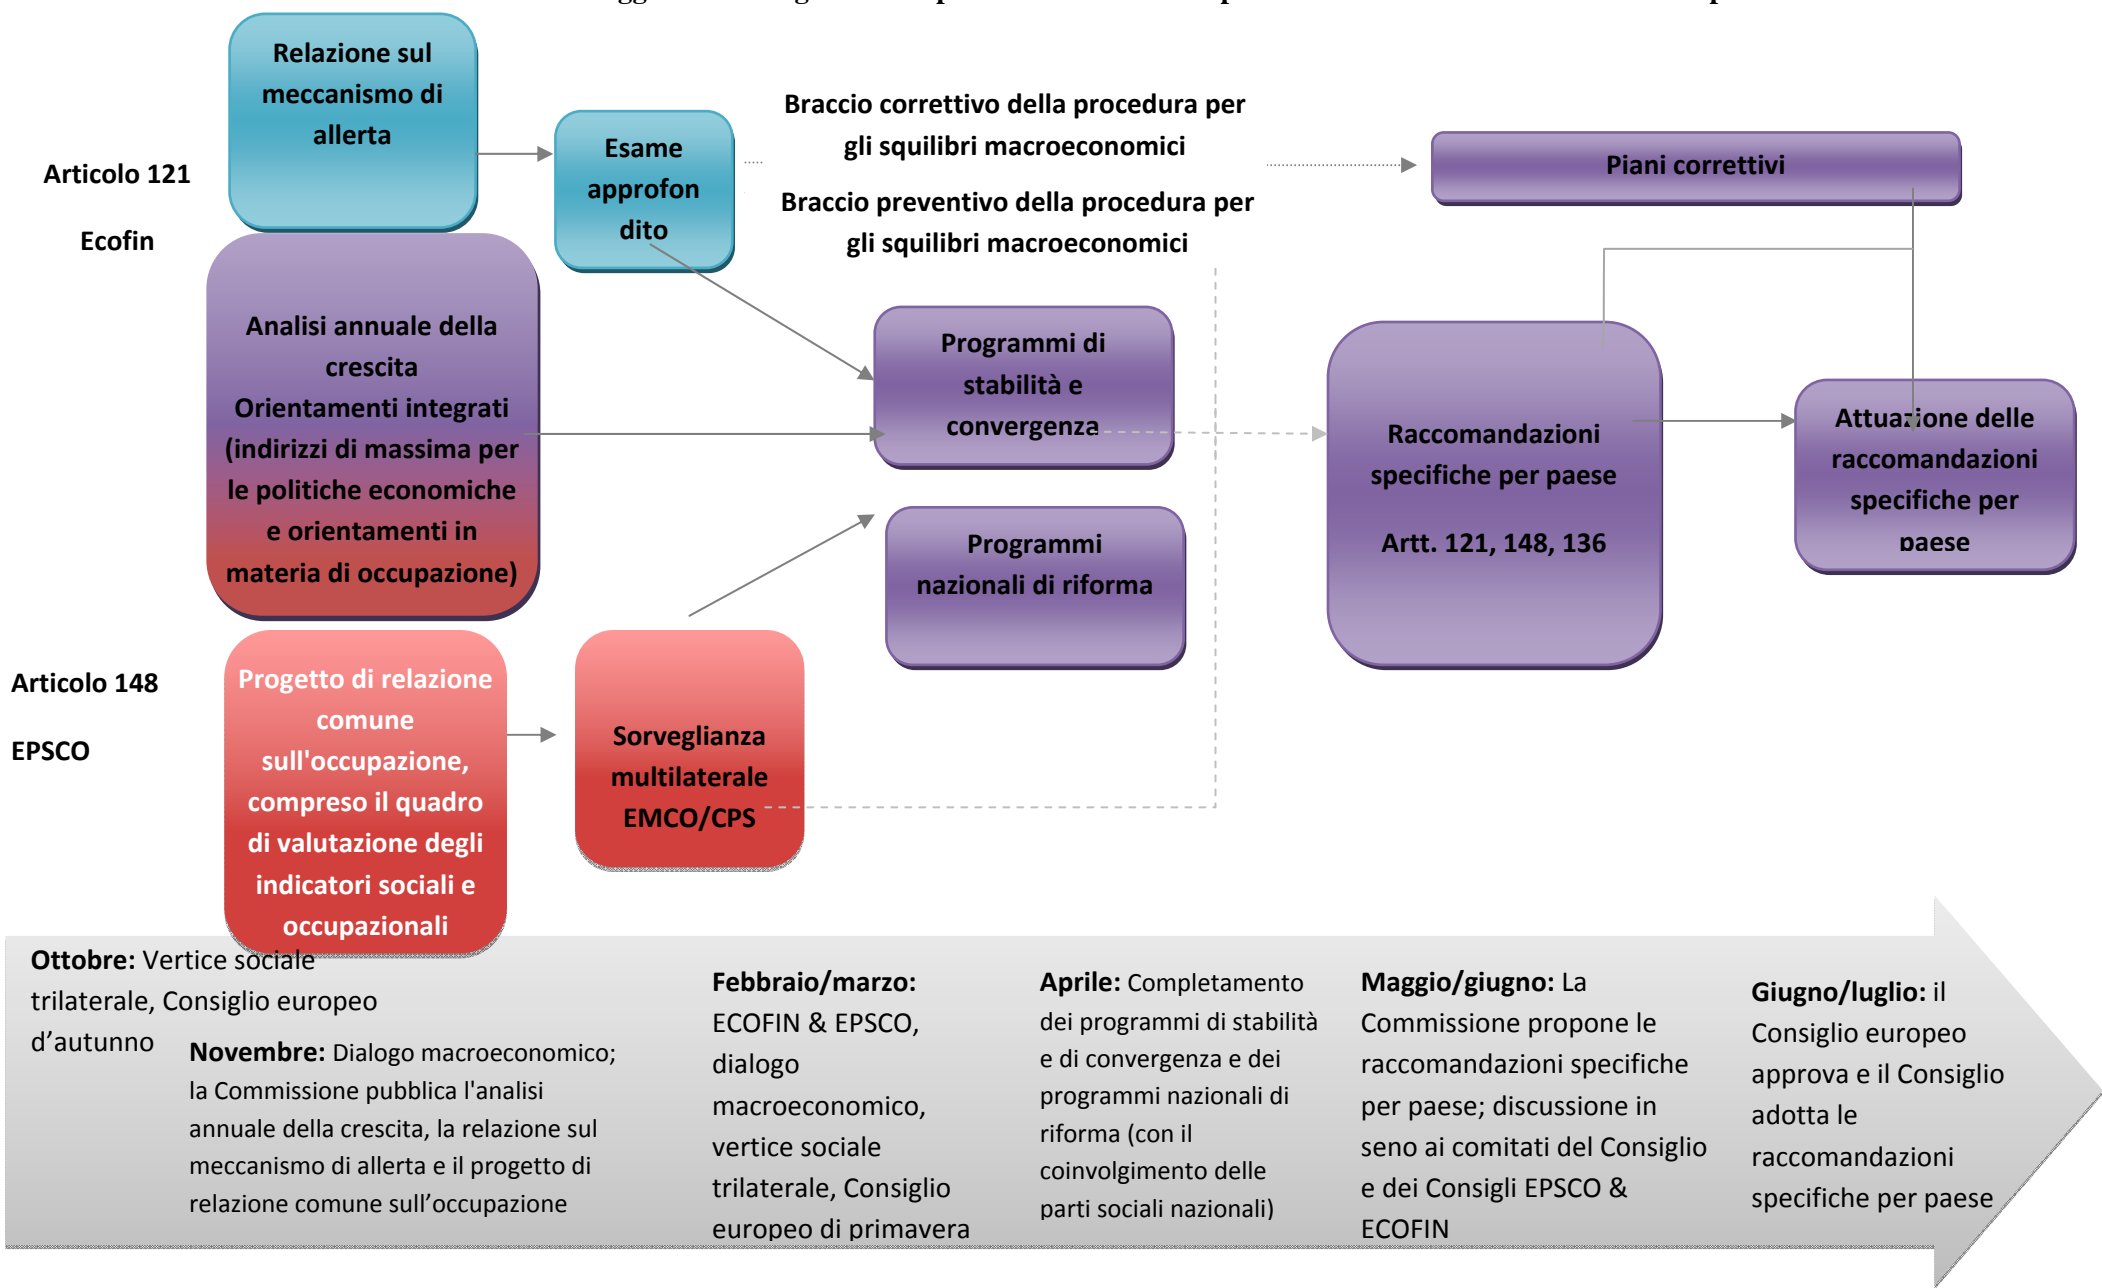 Relazione sul
meccanismo di
allerta
Articolo 121
Ecofin
Esame
approfon
dito
Braccio correttivo della procedura per
gli squilibri macroeconomici
Braccio preventivo della procedura per
gli squilibri macroeconomici
Piani correttivi
Analisi annuale della
crescita
Orientamenti integrati
(indirizzi di massima per
le politiche economiche
e orientamenti in
materia di occupazione)
Programmi di
stabilità e
convergenza
Programmi
nazionali di riforma
Raccomandazioni
specifiche per paese
Artt. 121, 148, 136
Attuazione delle
raccomandazioni
specifiche per
paese
Articolo 148
EPSCO
Progetto di relazione
comune
sull'occupazione,
compreso il quadro
di valutazione degli
indicatori sociali e
occupazionali
Sorveglianza
multilaterale
EMCO/CPS
Ottobre: Vertice sociale
trilaterale, Consiglio europeo
d’autunno
Novembre: Dialogo macroeconomico;
la Commissione pubblica l'analisi
annuale della crescita, la relazione sul
meccanismo di allerta e il progetto di
relazione comune sull’occupazione
Febbraio/marzo:
ECOFIN & EPSCO,
dialogo
macroeconomico,
vertice sociale
trilaterale, Consiglio
europeo di primavera
Aprile: Completamento
dei programmi di stabilità
e di convergenza e dei
programmi nazionali di
riforma (con il
coinvolgimento delle
parti sociali nazionali)
Maggio/giugno: La
Commissione propone le
raccomandazioni specifiche
per paese; discussione in
seno ai comitati del Consiglio
e dei Consigli EPSCO &
ECOFIN
Giugno/luglio: il
Consiglio europeo
approva e il Consiglio
adotta le
raccomandazioni
specifiche per paese